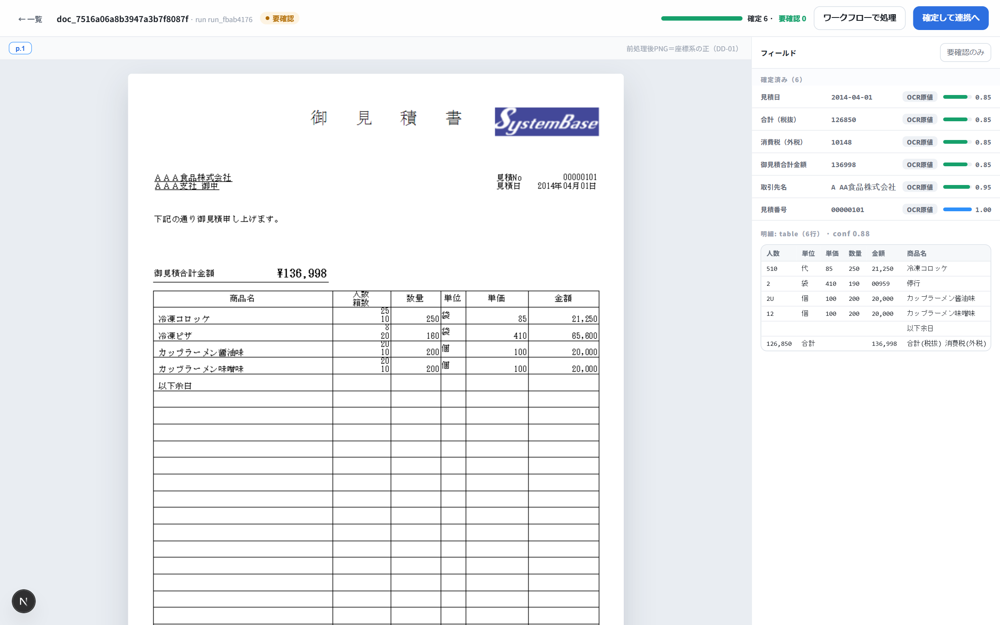 ←一覧 doc_7516a06a8b3947a3b7f8087f · run run_fbab4176 要確認 確定 6 · 要確認 0 ワークフローで処理 確定して連携へ
p.1 前処理後PNG＝座標系の正（DD-01）
御見積書 SystemBase
ＡＡＡ食品株式会社 見積No 00000101
ＡＡＡ支社 御中 見積日 2014年04月01日
下記の通り御見積申し上げます。
御見積合計金額 ¥136,998
商品名 人数 箱数 数量 単位 単価 金額
冷凍コロッケ 25 10 250 袋 85 21,250
冷凍ピザ 8 20 160 袋 410 65,600
カップラーメン醤油味 20 10 200 個 100 20,000
カップラーメン味噌味 20 10 200 個 100 20,000
以下余白
N
フィールド 要確認のみ
確定済み（6）
見積日 2014-04-01 OCR原値 0.85
合計（税抜） 126850 OCR原値 0.85
消費税（外税） 10148 OCR原値 0.85
御見積合計金額 136998 OCR原値 0.85
取引先名 A AA食品株式会社 OCR原値 0.95
見積番号 00000101 OCR原値 1.00
明細: table（6行） · conf 0.88
人数 単位 単価 数量 金額 商品名
510 代 85 250 21,250 冷凍コロッケ
2 袋 410 190 00959 停行
2U 個 100 200 20,000 カップラーメン醤油味
12 個 100 200 20,000 カップラーメン味噌味
以下余日
126,850 合計 136,998 合計(税抜) 消費税(外税)